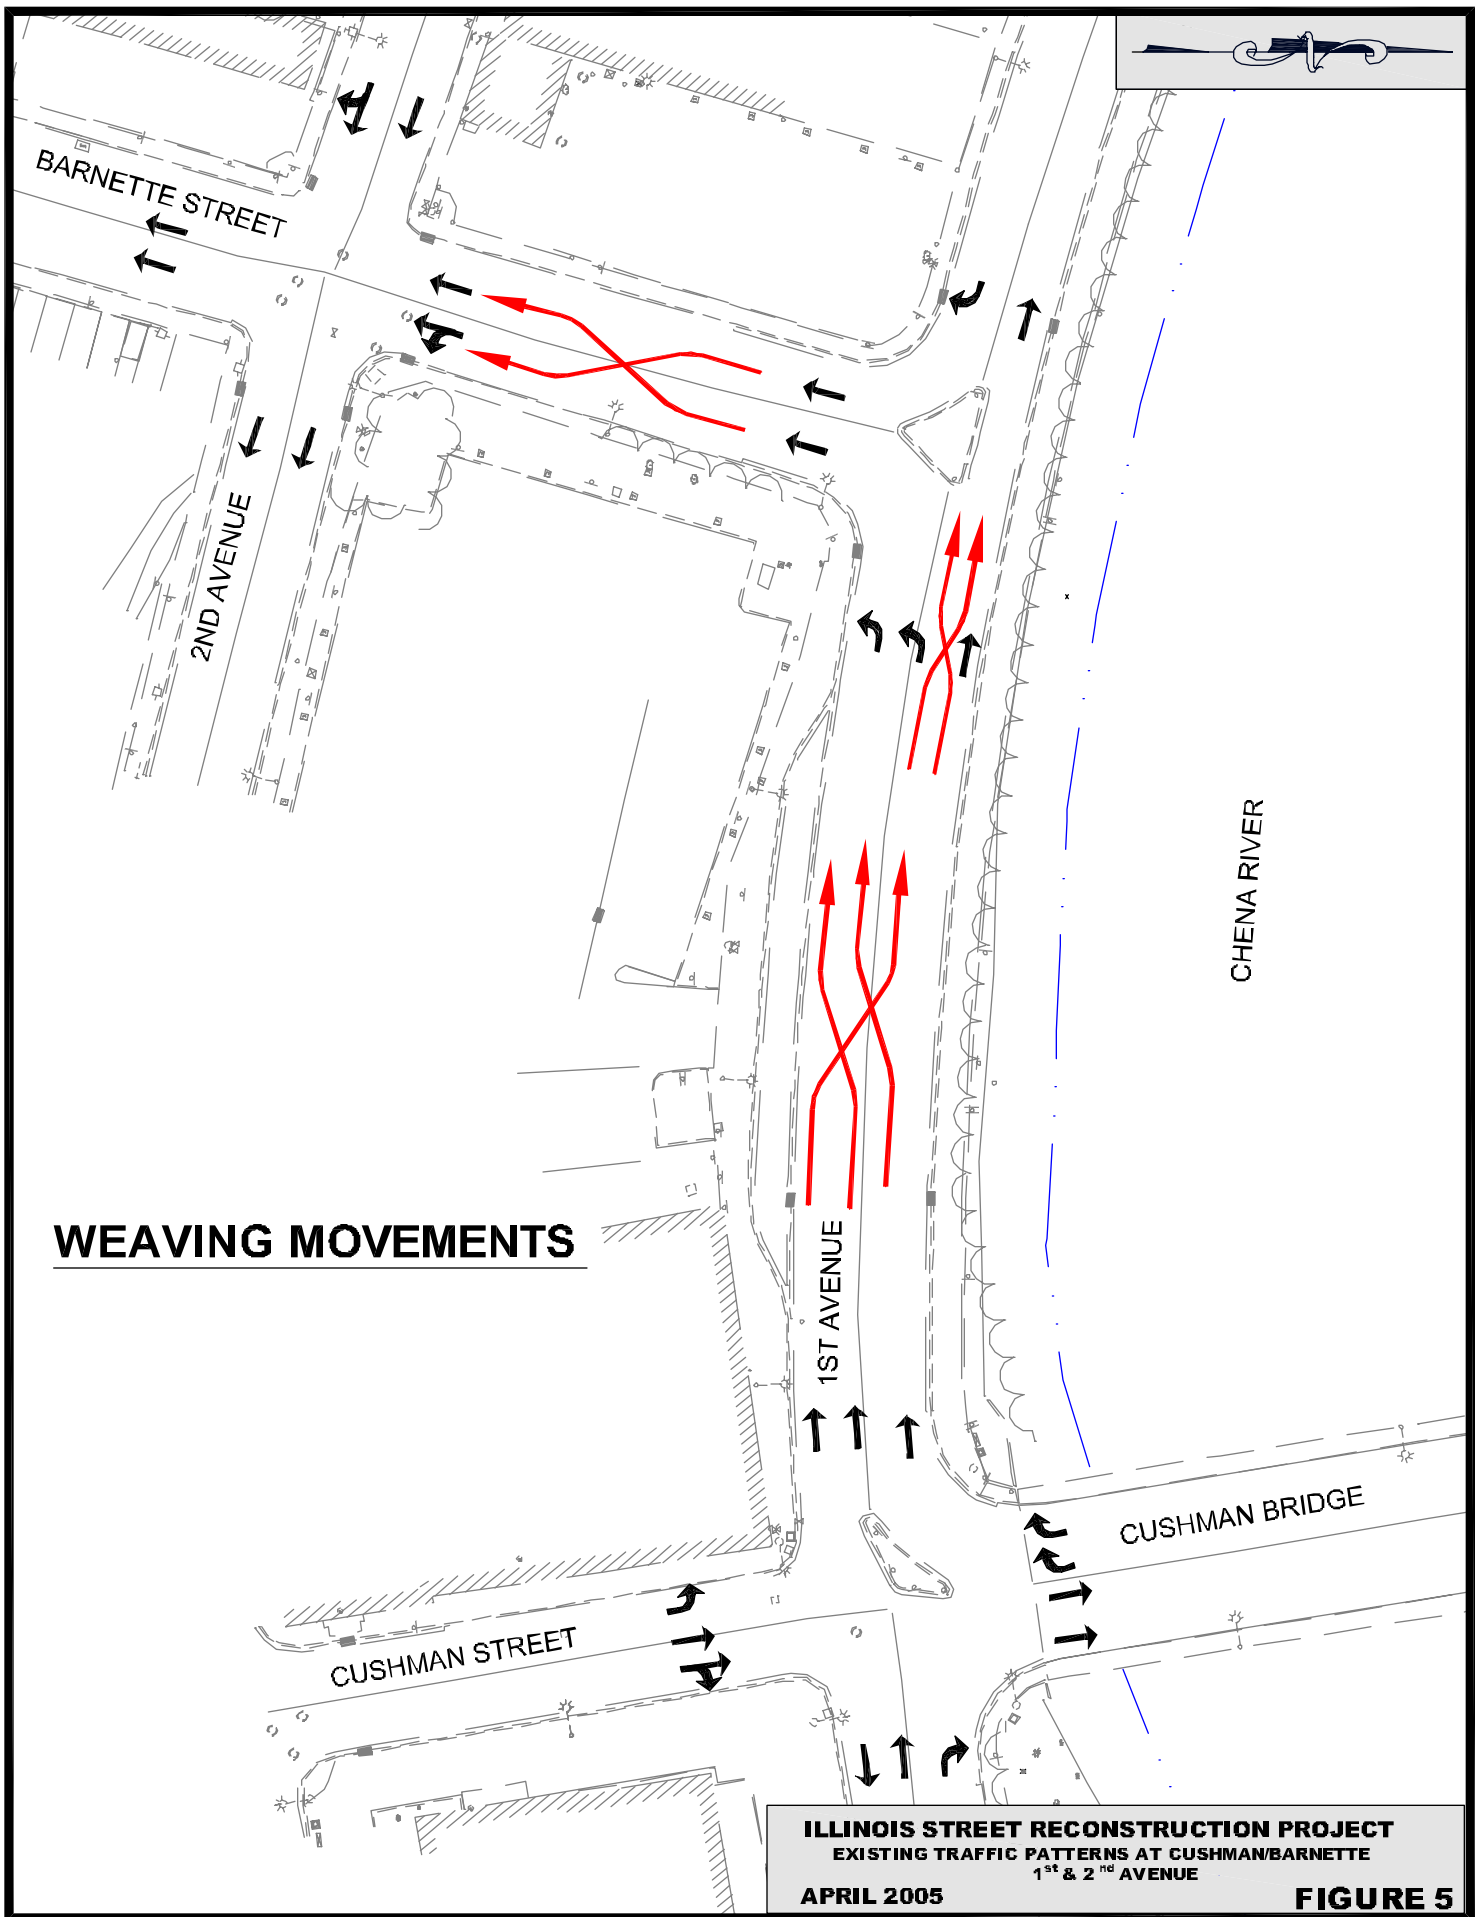 BARNETTE STREET
2ND AVENUE
CHENA RIVER
WEAVING MOVEMENTS
1ST AVENUE
CUSHMAN BRIDGE
CUSHMAN STREET
ILLINOIS STREET RECONSTRUCTION PROJECT
EXISTING TRAFFIC PATTERNS AT CUSHMAN/BARNETTE
1st & 2nd AVENUE
APRIL 2005
FIGURE 5